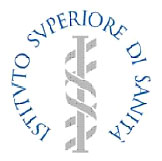 ISTITVTO SVPERIORE DI SANITÀ